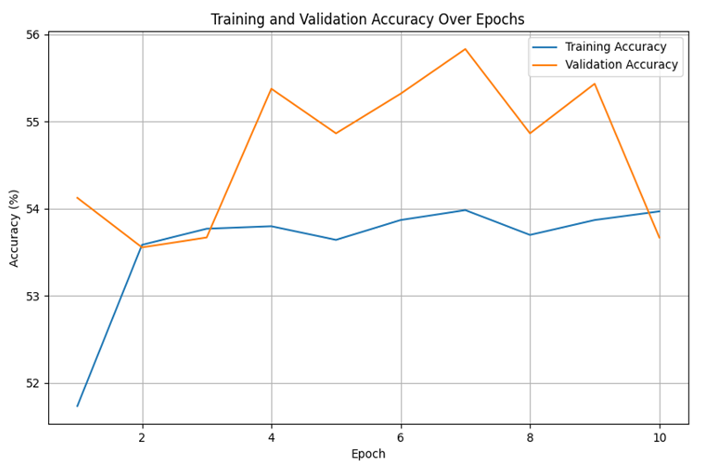 Training and Validation Accuracy Over Epochs
Training Accuracy
Validation Accuracy
56
55
54
53
52
Accuracy (%)
2
4
6
8
10
Epoch